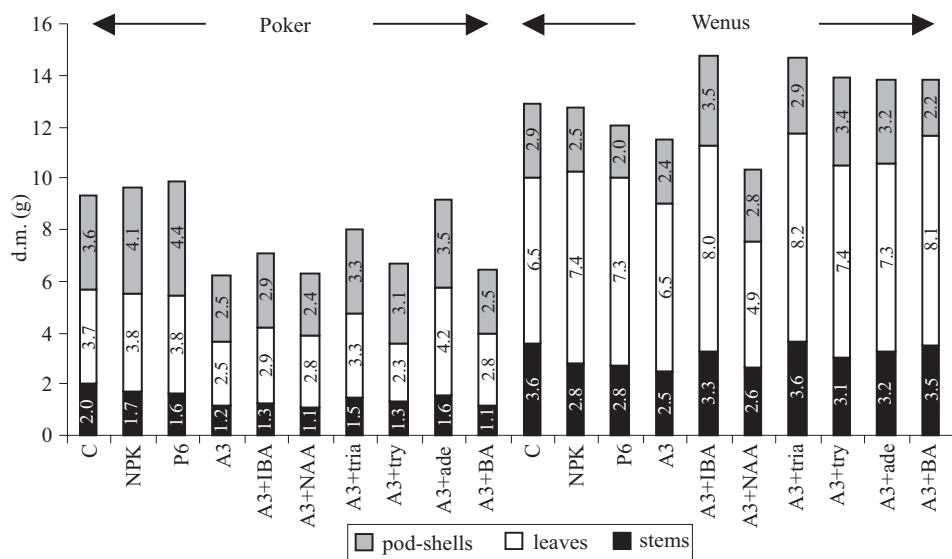 16
14
12
10
8
6
4
2
0
d.m. (g)
Poker
Wenus
3.6 4.1 4.4 2.5 2.9 2.4 3.3 3.1 3.5 2.5 2.9 2.5 2.0 2.4 3.5 2.8 2.9 3.4 3.2 2.2
3.7 3.8 3.8 2.5 2.9 2.8 3.3 2.3 4.2 2.8 6.5 7.4 7.3 6.5 8.0 4.9 8.2 7.4 7.3 8.1
2.0 1.7 1.6 1.2 1.3 1.1 1.5 1.3 1.6 1.1 3.6 2.8 2.8 2.5 3.3 2.6 3.6 3.1 3.2 3.5
C
NPK
P6
A3
A3+IBA
A3+NAA
A3+tria
A3+try
A3+ade
A3+BA
C
NPK
P6
A3
A3+IBA
A3+NAA
A3+tria
A3+try
A3+ade
A3+BA
pod-shells leaves stems